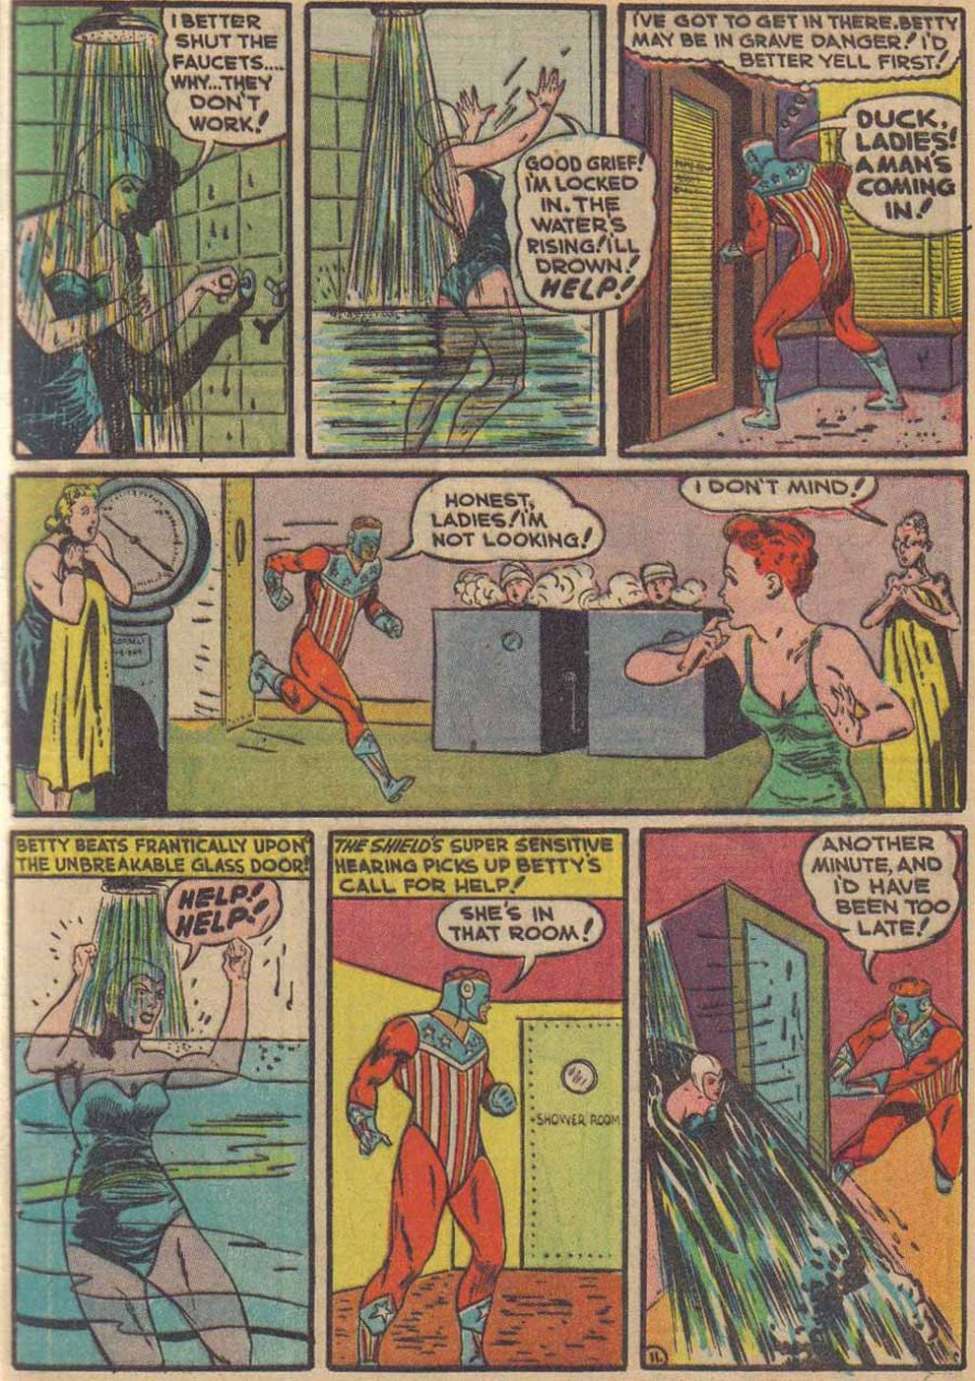 I BETTER
SHUT THE
FAUCETS....
WHY...THEY
DON'T
WORK!
GOOD GRIEF!
I'M LOCKED
IN. THE
WATER'S
RISING! I'LL
DROWN!
HELP!
I'VE GOT TO GET IN THERE. BETTY
MAY BE IN GRAVE DANGER! I'D
BETTER YELL FIRST!
DUCK,
LADIES!
A MAN'S
COMING
IN!
HONEST,
LADIES! I'M
NOT LOOKING!
I DON'T MIND!
BETTY BEATS FRANTICALLY UPON
THE UNBREAKABLE GLASS DOOR!
HELP!
HELP!
THE SHIELD'S SUPER SENSITIVE
HEARING PICKS UP BETTY'S
CALL FOR HELP!
SHE'S IN
THAT ROOM!
SHOWER ROOM
ANOTHER
MINUTE, AND
I'D HAVE
BEEN TOO
LATE!
11.